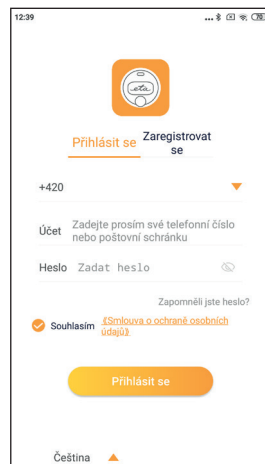 12:39
70
eta
Přihlásit se
Zaregistrovat
se
+420
Účet
Zadejte prosím své telefonní číslo
nebo poštovní schránku
Heslo
Zadat heslo
Zapomněli jste heslo?
Souhlasím
《Smlouva o ochraně osobních
údajů》
Přihlásit se
Čeština